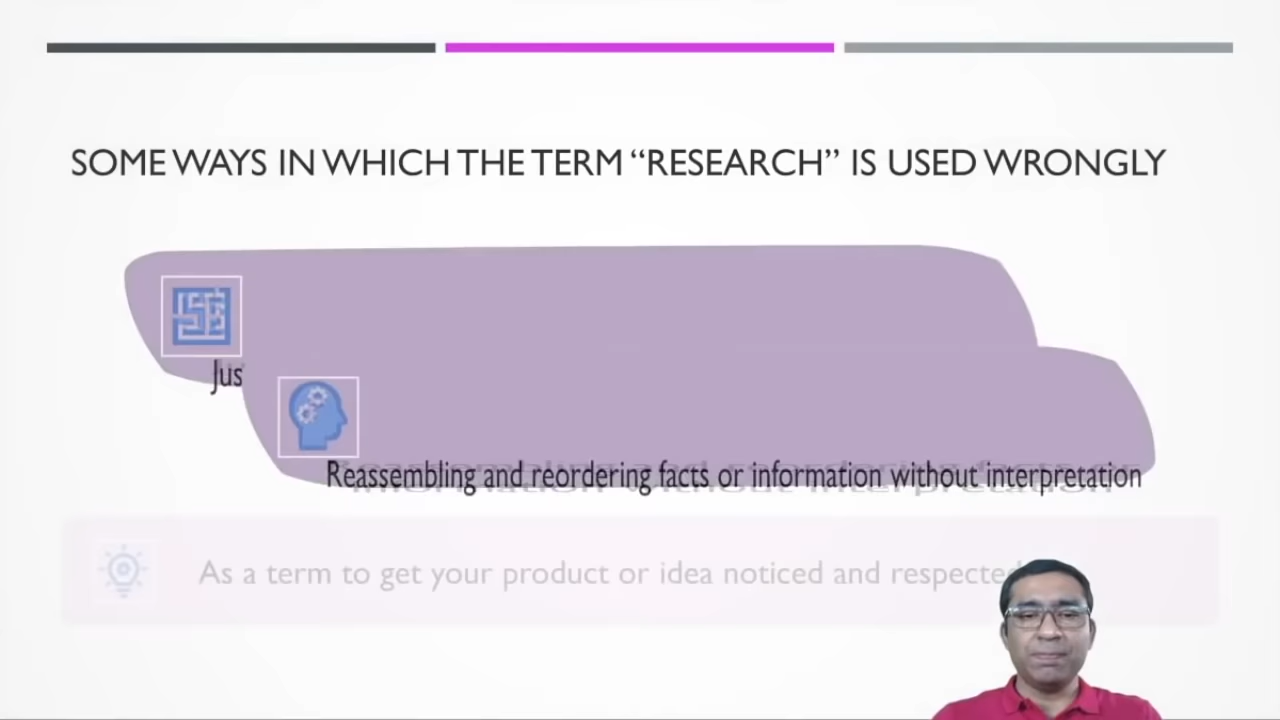 SOME WAYS IN WHICH THE TERM “RESEARCH” IS USED WRONGLY
Jus
Reassembling and reordering facts or information without interpretation
As a term to get your product or idea noticed and respected